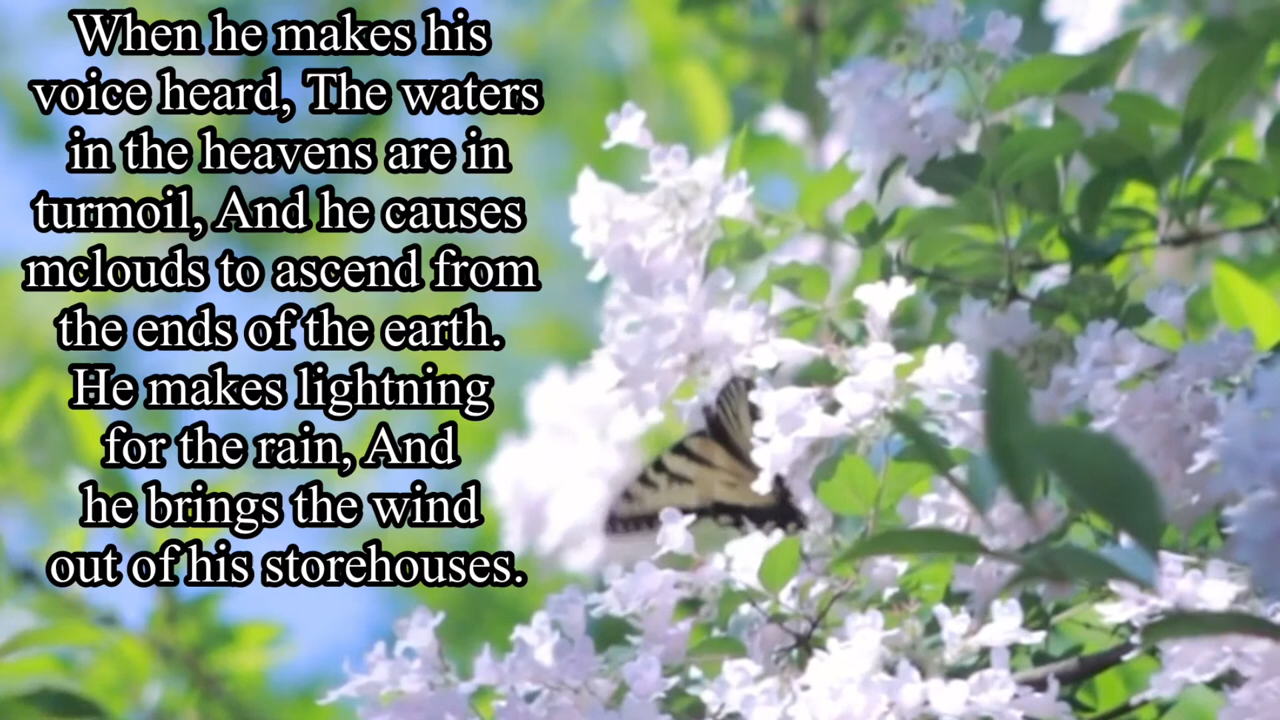 When he makes his
voice heard, The waters
in the heavens are in
turmoil, And he causes
mclouds to ascend from
the ends of the earth.
He makes lightning
for the rain, And
he brings the wind
out of his storehouses.